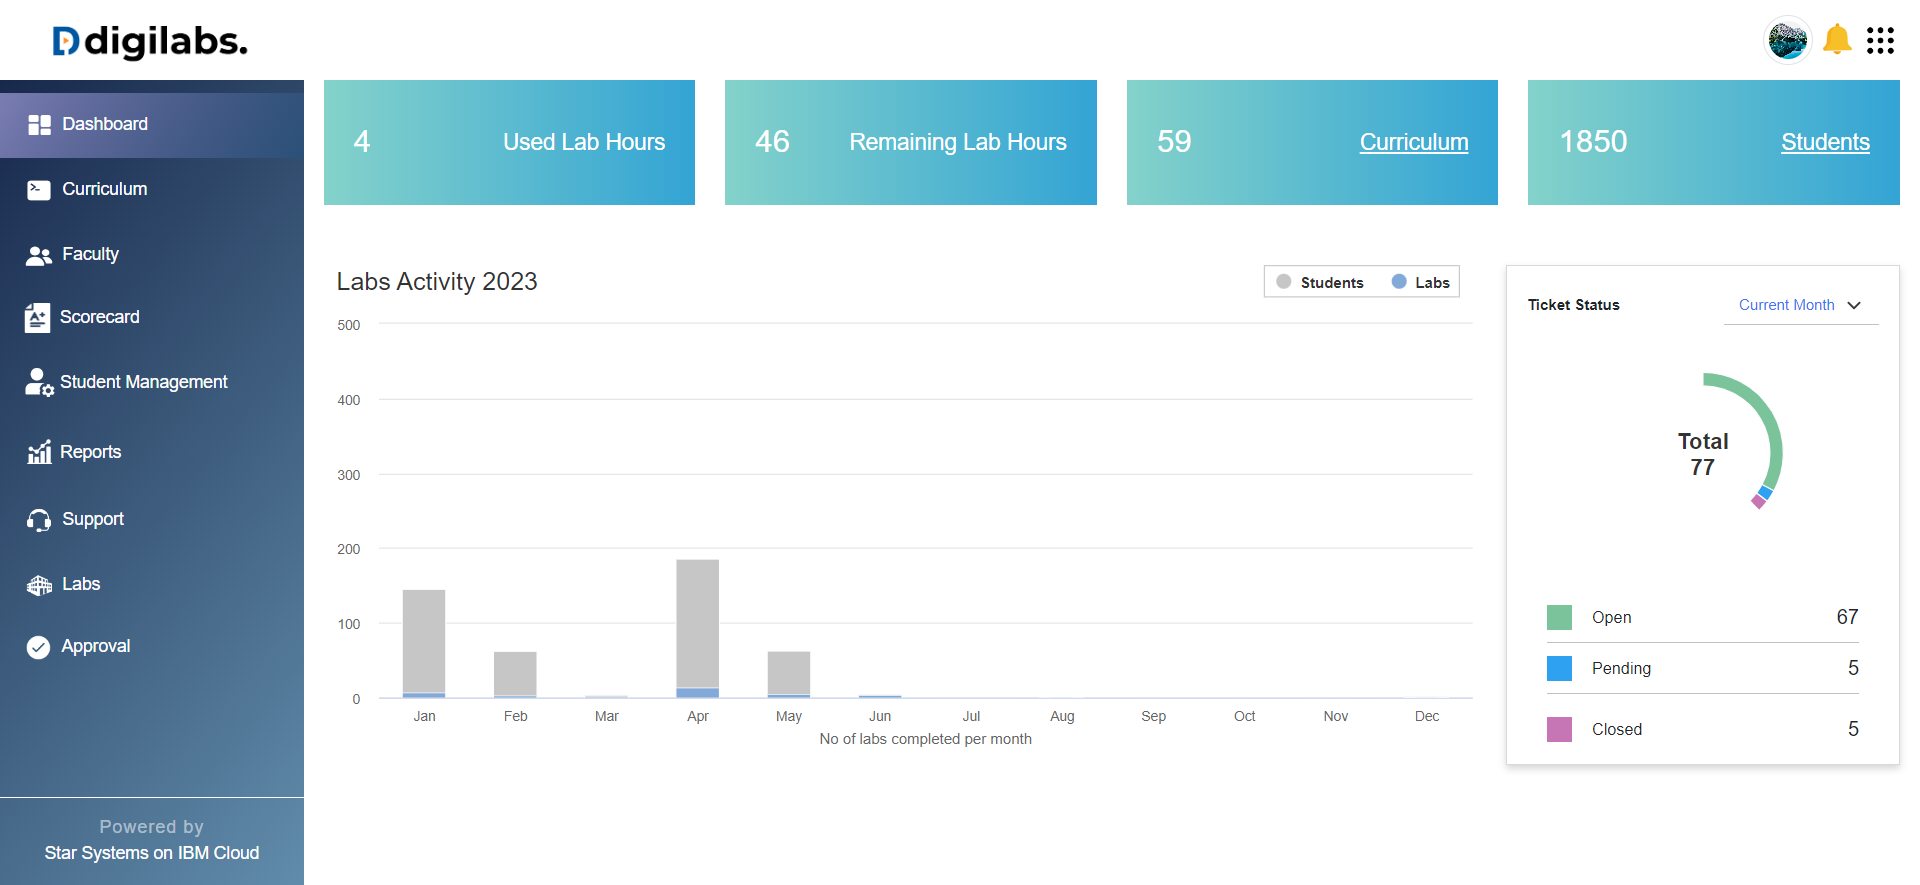 digilabs.
Dashboard
Curriculum
Faculty
Scorecard
Student Management
Reports
Support
Labs
Approval
Powered by
Star Systems on IBM Cloud
4 Used Lab Hours
46 Remaining Lab Hours
59 Curriculum
1850 Students
Labs Activity 2023
Students Labs
500
400
300
200
100
0
Jan Feb Mar Apr May Jun Jul Aug Sep Oct Nov Dec
No of labs completed per month
Ticket Status Current Month
Total
77
Open 67
Pending 5
Closed 5